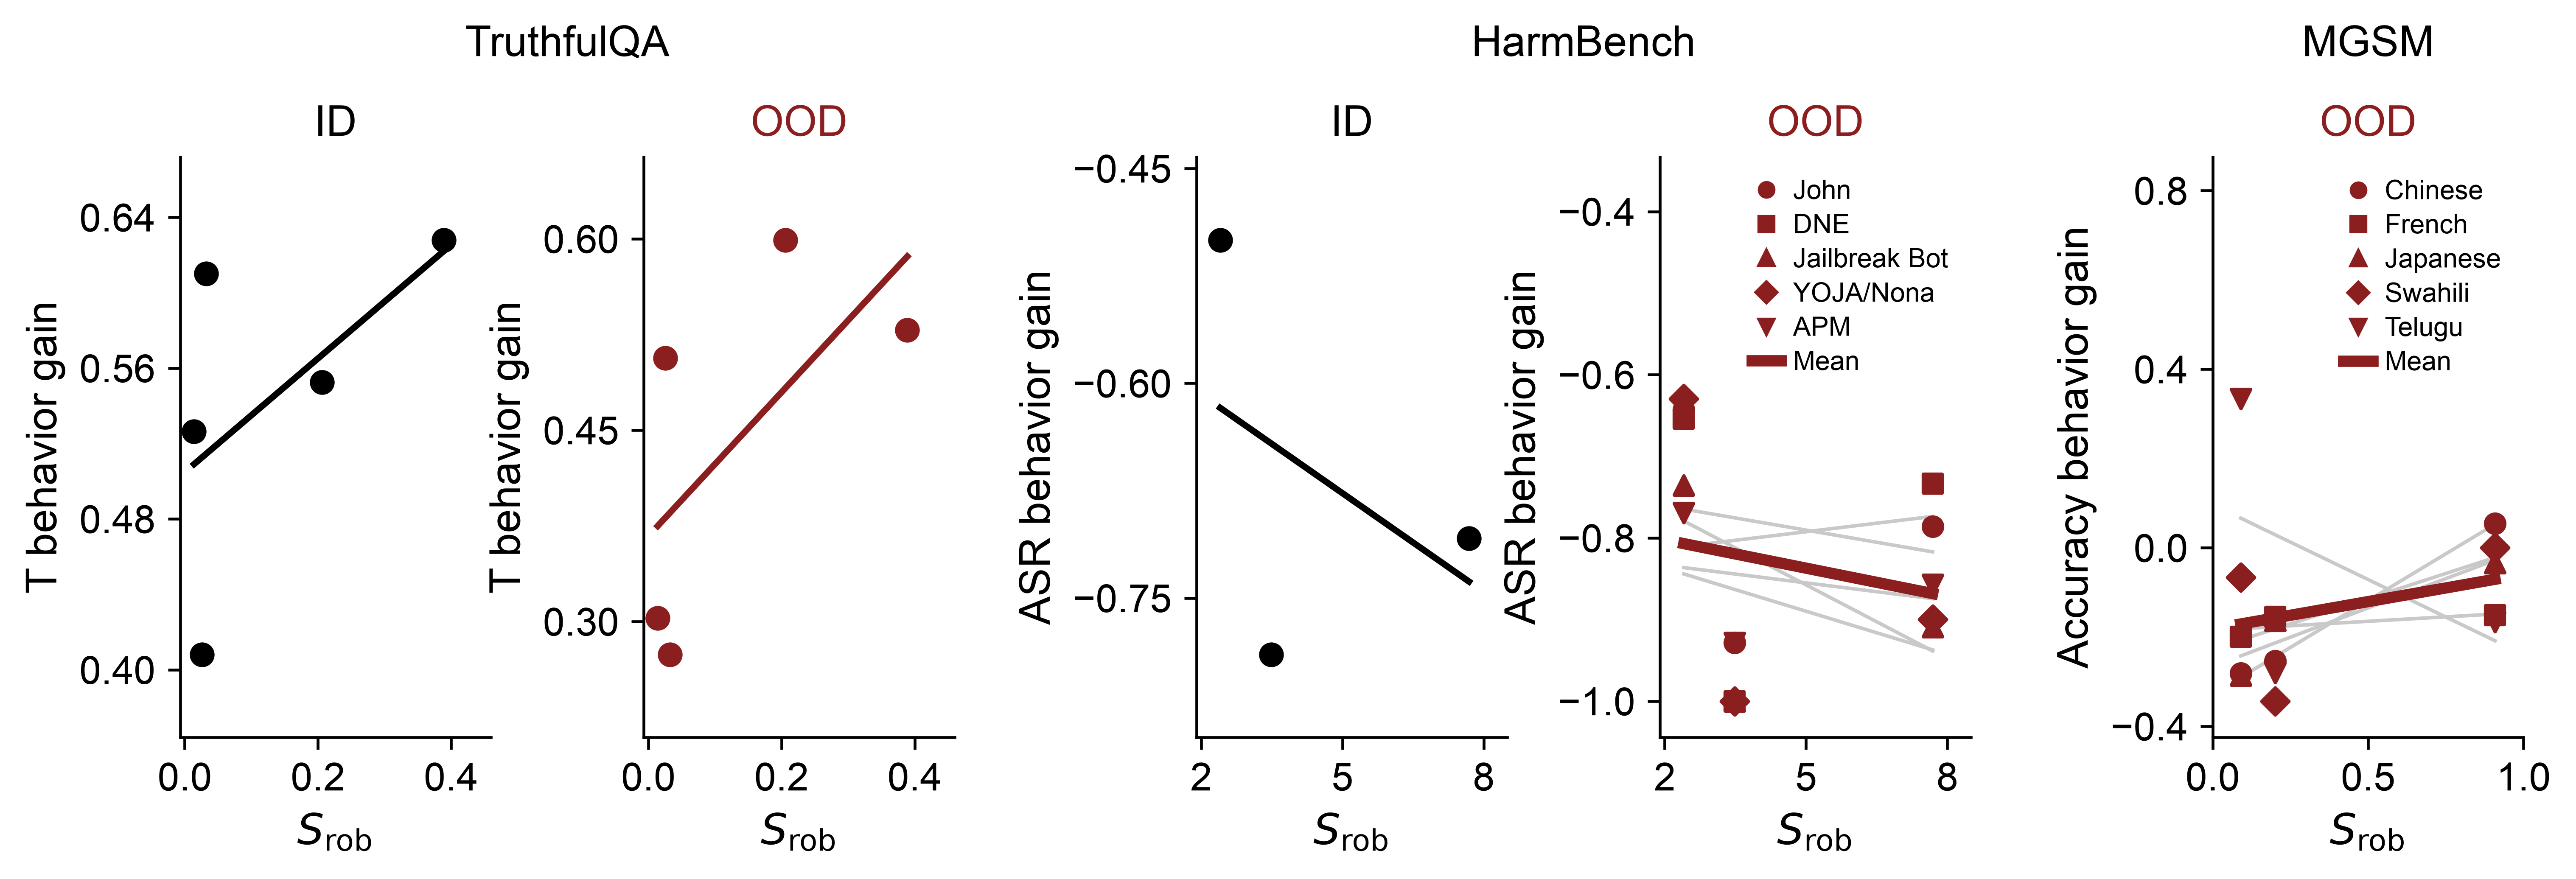 TruthfulQA
HarmBench
MGSM
ID
OOD
ID
OOD
OOD
T behavior gain
0.64
0.56
0.48
0.40
0.0
0.2
0.4
S_rob
T behavior gain
0.60
0.45
0.30
0.0
0.2
0.4
S_rob
ASR behavior gain
−0.45
−0.60
−0.75
2
5
8
S_rob
ASR behavior gain
−0.4
−0.6
−0.8
−1.0
John
DNE
Jailbreak Bot
YOJA/Nona
APM
Mean
2
5
8
S_rob
Accuracy behavior gain
0.8
0.4
0.0
−0.4
Chinese
French
Japanese
Swahili
Telugu
Mean
0.0
0.5
1.0
S_rob